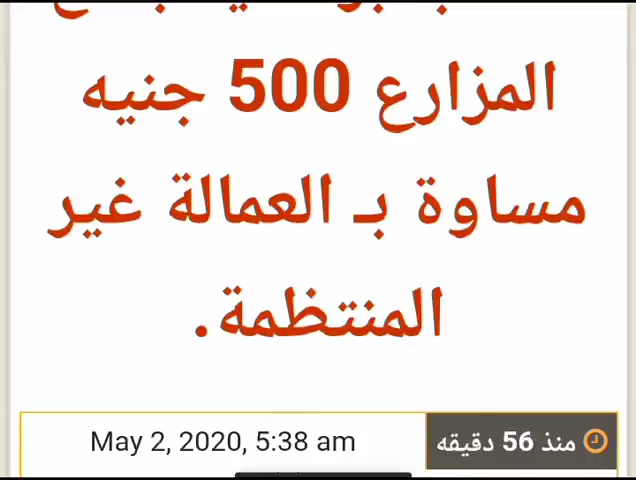 المزارع 500 جنيه
مساوة بـ العمالة غير
المنتظمة.
منذ 56 دقيقه
May 2, 2020, 5:38 am